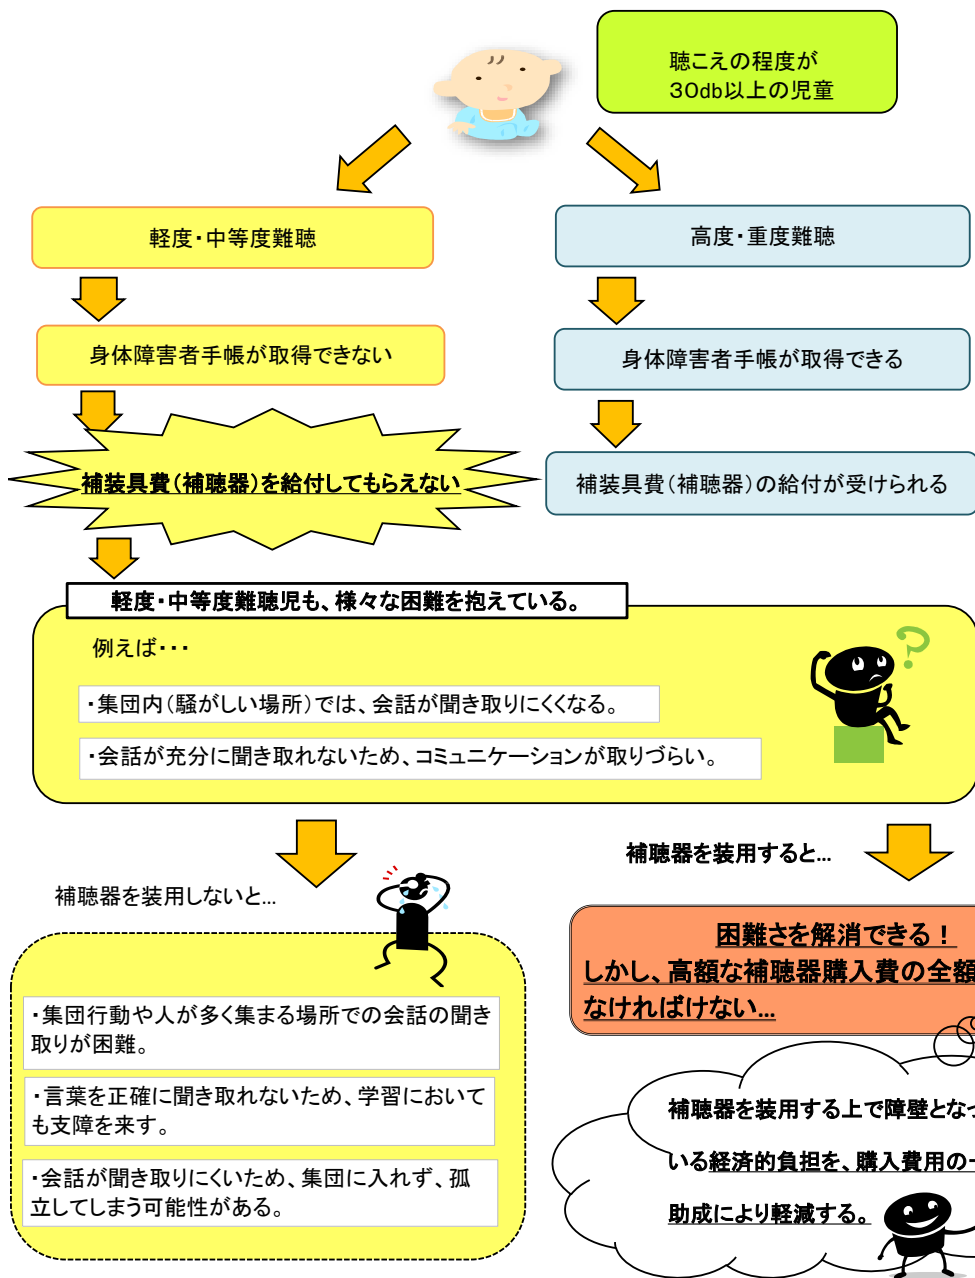 聴こえの程度が
30db以上の児童
軽度・中等度難聴
高度・重度難聴
身体障害者手帳が取得できない
身体障害者手帳が取得できる
補装具費（補聴器）を給付してもらえない
補装具費（補聴器）の給付が受けられる
軽度・中等度難聴児も、様々な困難を抱えている。
例えば・・・
・集団内（騒がしい場所）では、会話が聞き取りにくくなる。
・会話が充分に聞き取れないため、コミュニケーションが取りづらい。
補聴器を装用しないと…
・集団行動や人が多く集まる場所での会話の聞き
取りが困難。
・言葉を正確に聞き取れないため、学習において
も支障を来す。
・会話が聞き取りにくいため、集団に入れず、孤
立してしまう可能性がある。
補聴器を装用すると…
困難さを解消できる！
しかし、高額な補聴器購入費の全額
なければけない…
補聴器を装用する上で障壁となっ
いる経済的負担を、購入費用の
助成により軽減する。